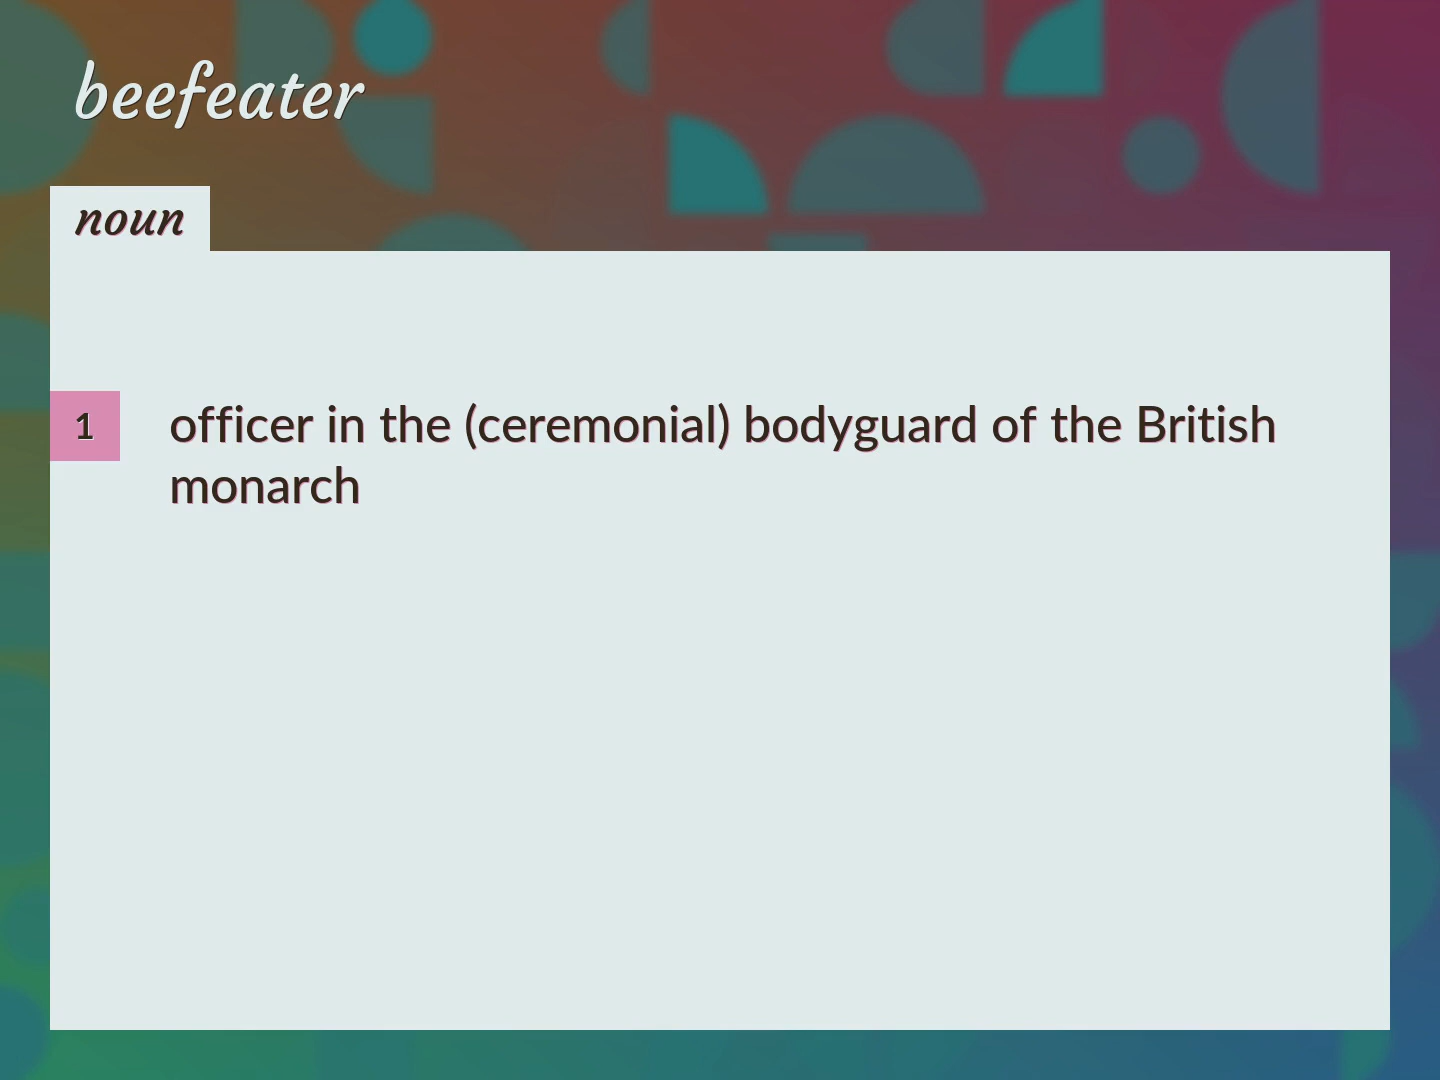 beefeater
noun
1
officer in the (ceremonial) bodyguard of the British
monarch